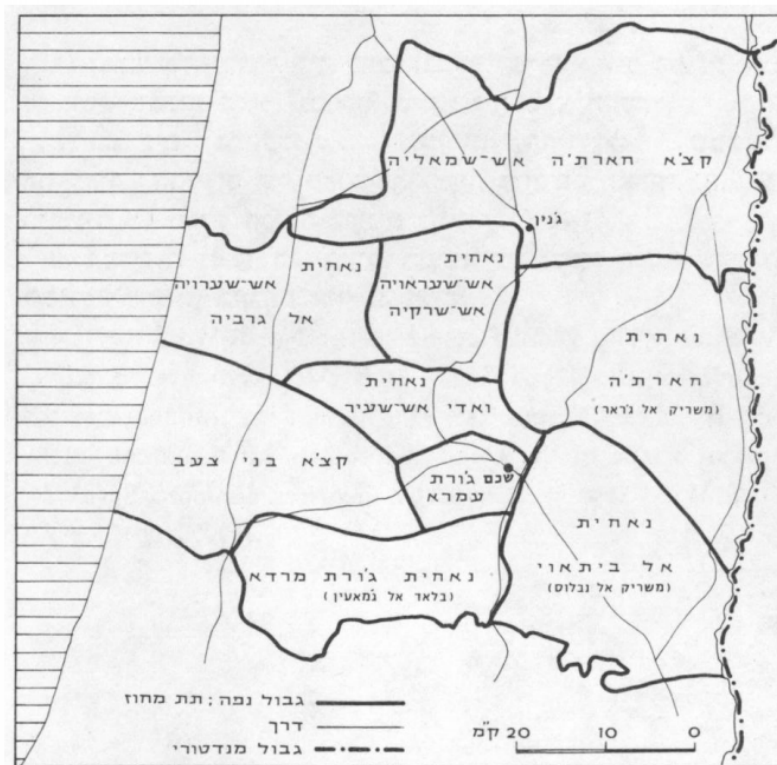 קצ'א חארת'ה אש־שמאליה
ג'נין
נאחית
אש־שערויה
אל גרביה
נאחית
אש־שעראויה
אש־שרקיה
נאחית
חארת'ה
(משריק אל ג'ראר)
נאחית
ואדי אש־שעיר
קצ'א בני צעב
שכם
ג'ורת
עמרא
נאחית
אל ביתאוי
(משריק אל נבלוס)
נאחית ג'ורת מרדא
(בלאד אל ג'מאעין)
גבול נפה; תת מחוז
דרך
גבול מנדטורי
ק"מ
20 10 0